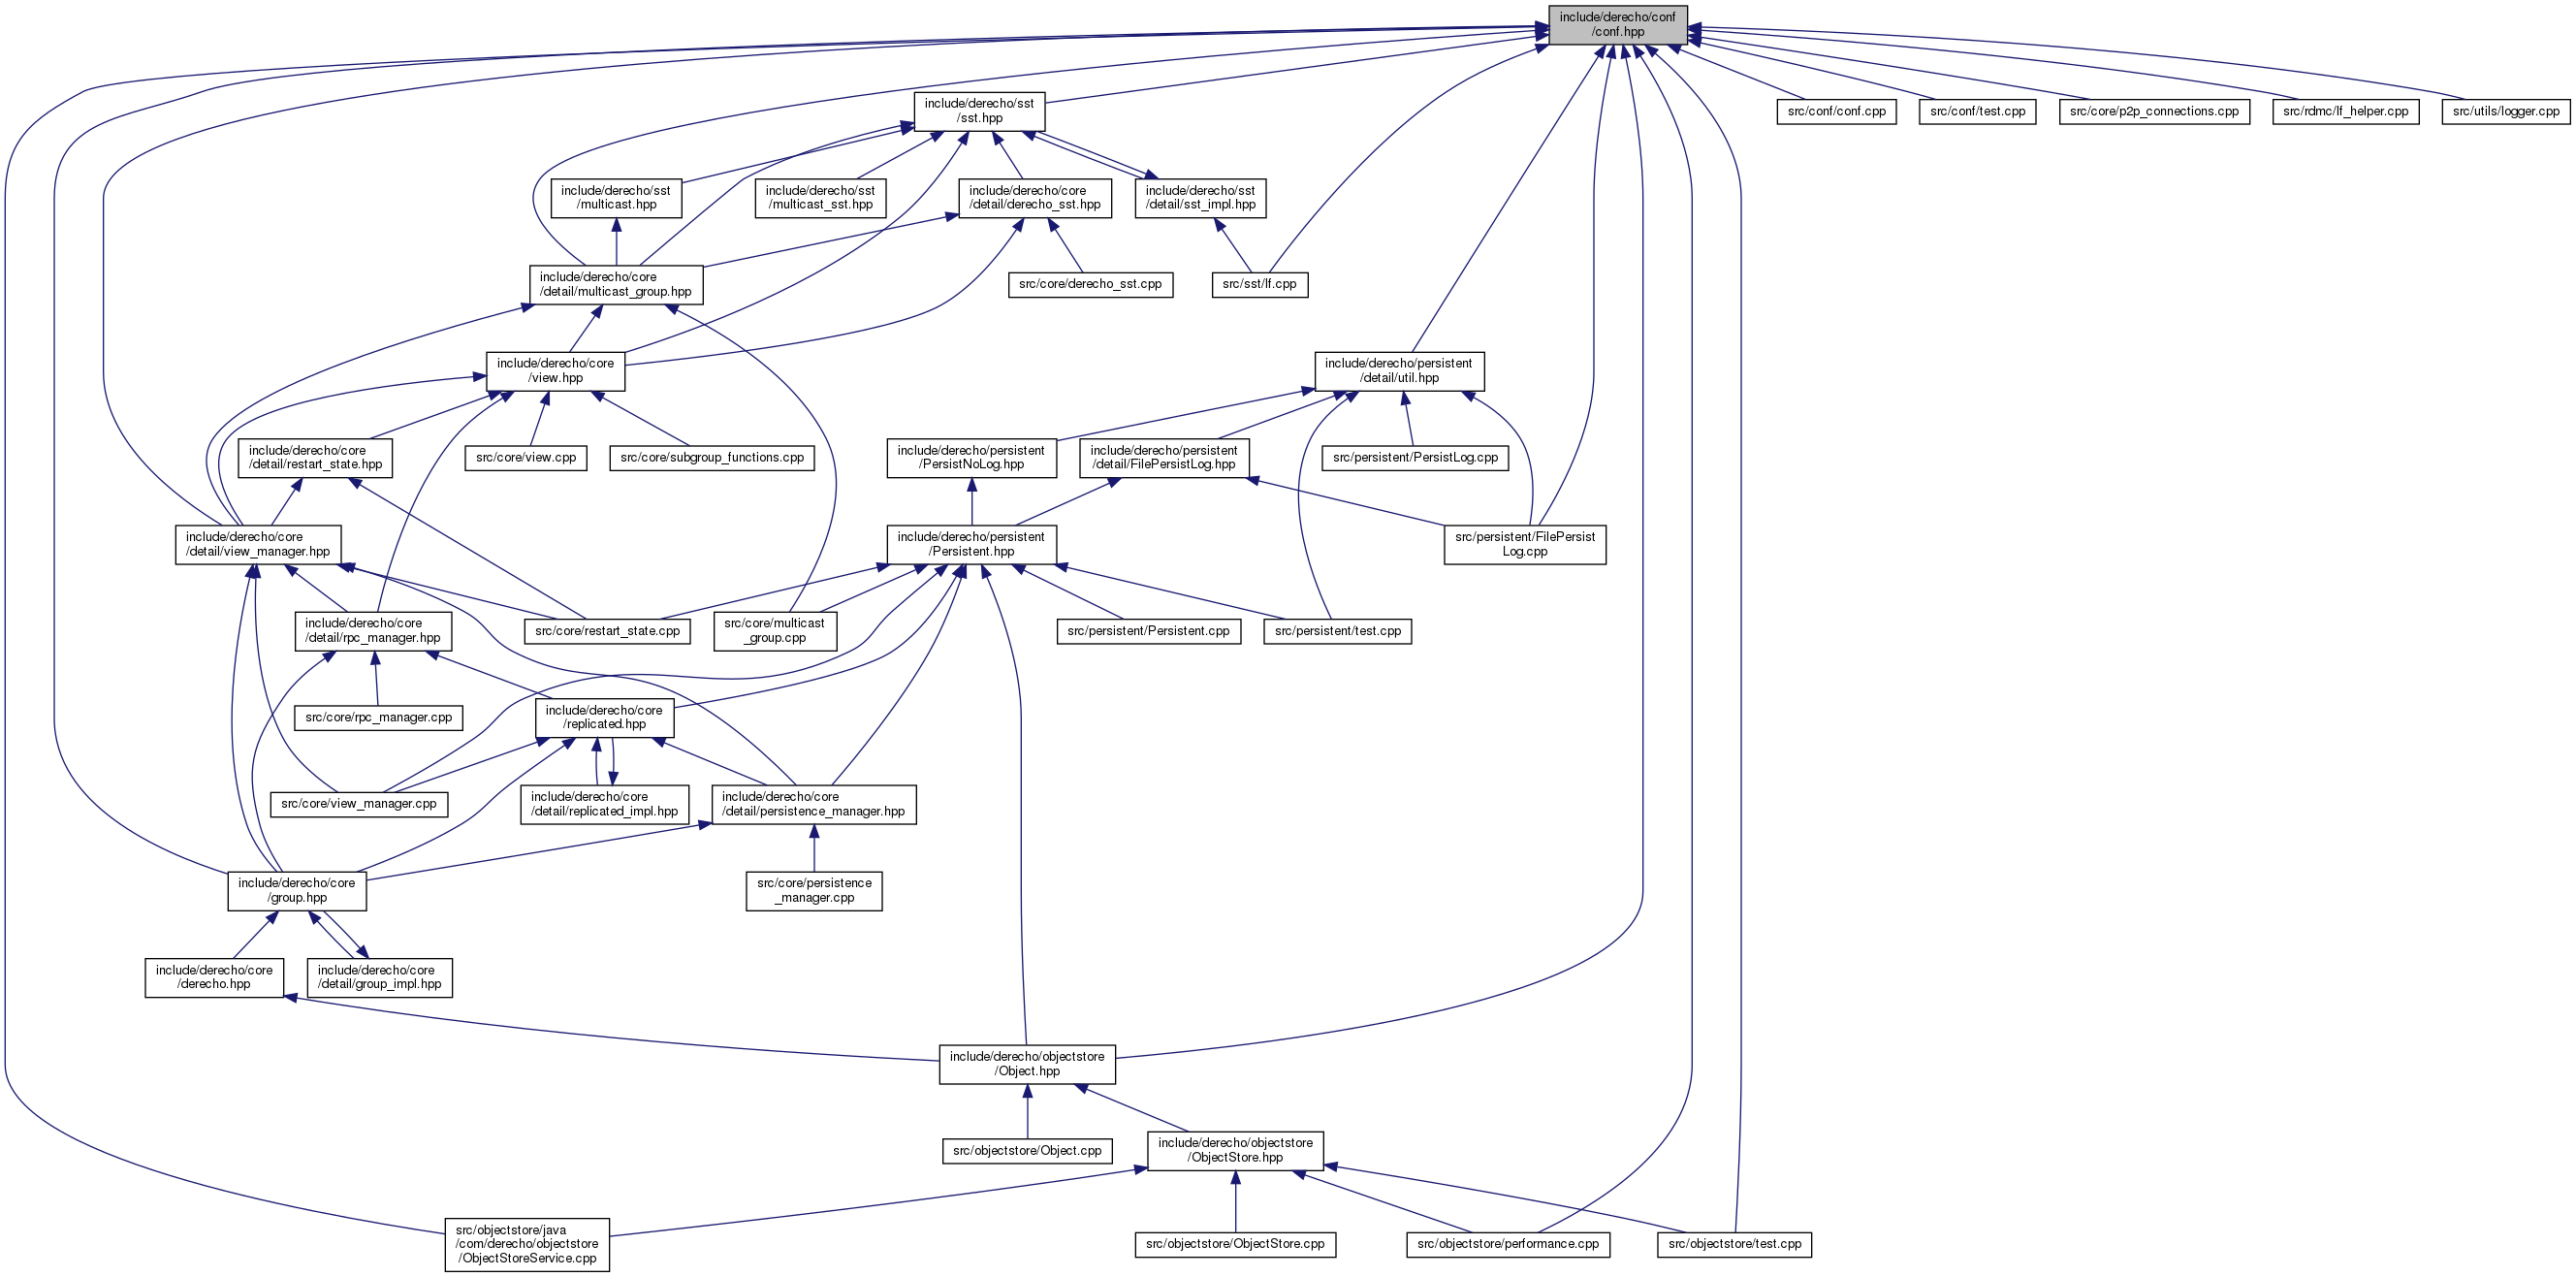 include/derecho/conf
/conf.hpp
include/derecho/sst
/sst.hpp
src/conf/conf.cpp
src/conf/test.cpp
src/core/p2p_connections.cpp
src/rdmc/lf_helper.cpp
src/utils/logger.cpp
include/derecho/sst
/multicast.hpp
include/derecho/sst
/multicast_sst.hpp
include/derecho/core
/detail/derecho_sst.hpp
include/derecho/sst
/detail/sst_impl.hpp
include/derecho/core
/detail/multicast_group.hpp
src/core/derecho_sst.cpp
src/sst/lf.cpp
include/derecho/core
/view.hpp
include/derecho/persistent
/detail/util.hpp
include/derecho/core
/detail/restart_state.hpp
src/core/view.cpp
src/core/subgroup_functions.cpp
include/derecho/persistent
/PersistNoLog.hpp
include/derecho/persistent
/detail/FilePersistLog.hpp
src/persistent/PersistLog.cpp
include/derecho/core
/detail/view_manager.hpp
include/derecho/persistent
/Persistent.hpp
src/persistent/FilePersist
Log.cpp
include/derecho/core
/detail/rpc_manager.hpp
src/core/restart_state.cpp
src/core/multicast
_group.cpp
src/persistent/Persistent.cpp
src/persistent/test.cpp
src/core/rpc_manager.cpp
include/derecho/core
/replicated.hpp
src/core/view_manager.cpp
include/derecho/core
/detail/replicated_impl.hpp
include/derecho/core
/detail/persistence_manager.hpp
include/derecho/core
/group.hpp
src/core/persistence
_manager.cpp
include/derecho/core
/derecho.hpp
include/derecho/core
/detail/group_impl.hpp
include/derecho/objectstore
/Object.hpp
src/objectstore/Object.cpp
include/derecho/objectstore
/ObjectStore.hpp
src/objectstore/java
/com/derecho/objectstore
/ObjectStoreService.cpp
src/objectstore/ObjectStore.cpp
src/objectstore/performance.cpp
src/objectstore/test.cpp